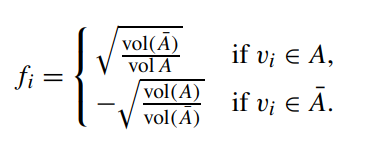 f_i = { √(vol(Ā) / vol A) if v_i ∈ A,
−√(vol(A) / vol(Ā)) if v_i ∈ Ā.